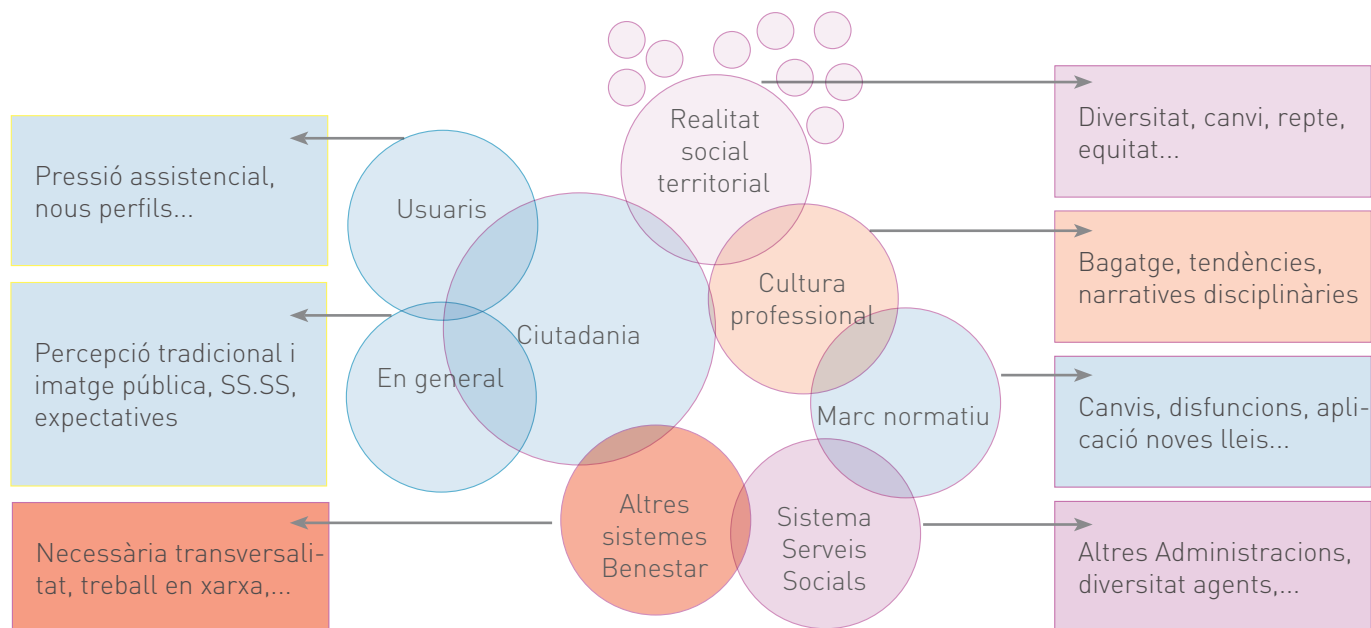 Pressió assistencial,
nous perfils...
Percepció tradicional i
imatge pública, SS.SS,
expectatives
Necessària transversali-
tat, treball en xarxa,...
Usuaris
En general
Ciutadania
Realitat
social
territorial
Cultura
professional
Marc normatiu
Altres
sistemes
Benestar
Sistema
Serveis
Socials
Diversitat, canvi, repte,
equitat...
Bagatge, tendències,
narratives disciplinàries
Canvis, disfuncions, apli-
cació noves lleis...
Altres Administracions,
diversitat agents,...